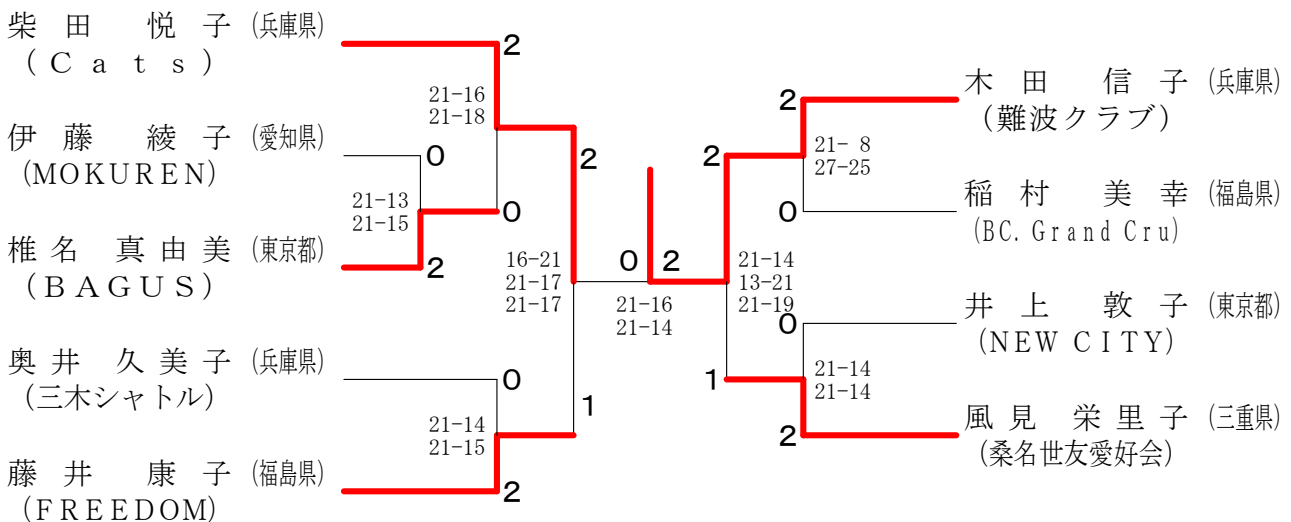 柴田 悦子 (兵庫県)
(Cats)
伊藤 綾子 (愛知県)
(MOKUREN)
椎名 真由美 (東京都)
(BAGUS)
奥井 久美子 (兵庫県)
(三木シャトル)
藤井 康子 (福島県)
(FREEDOM)
2
21-16
21-18
0
21-13
21-15
0
2
2
16-21
21-17
21-17
0
1
21-14
21-15
2
0 2
21-16
21-14
2
2
21- 8
27-25
0
21-14
13-21
21-19
0
1
21-14
21-14
2
木田 信子 (兵庫県)
(難波クラブ)
稲村 美幸 (福島県)
(BC. Grand Cru)
井上 敦子 (東京都)
(NEW CITY)
風見 栄里子 (三重県)
(桑名世友愛好会)